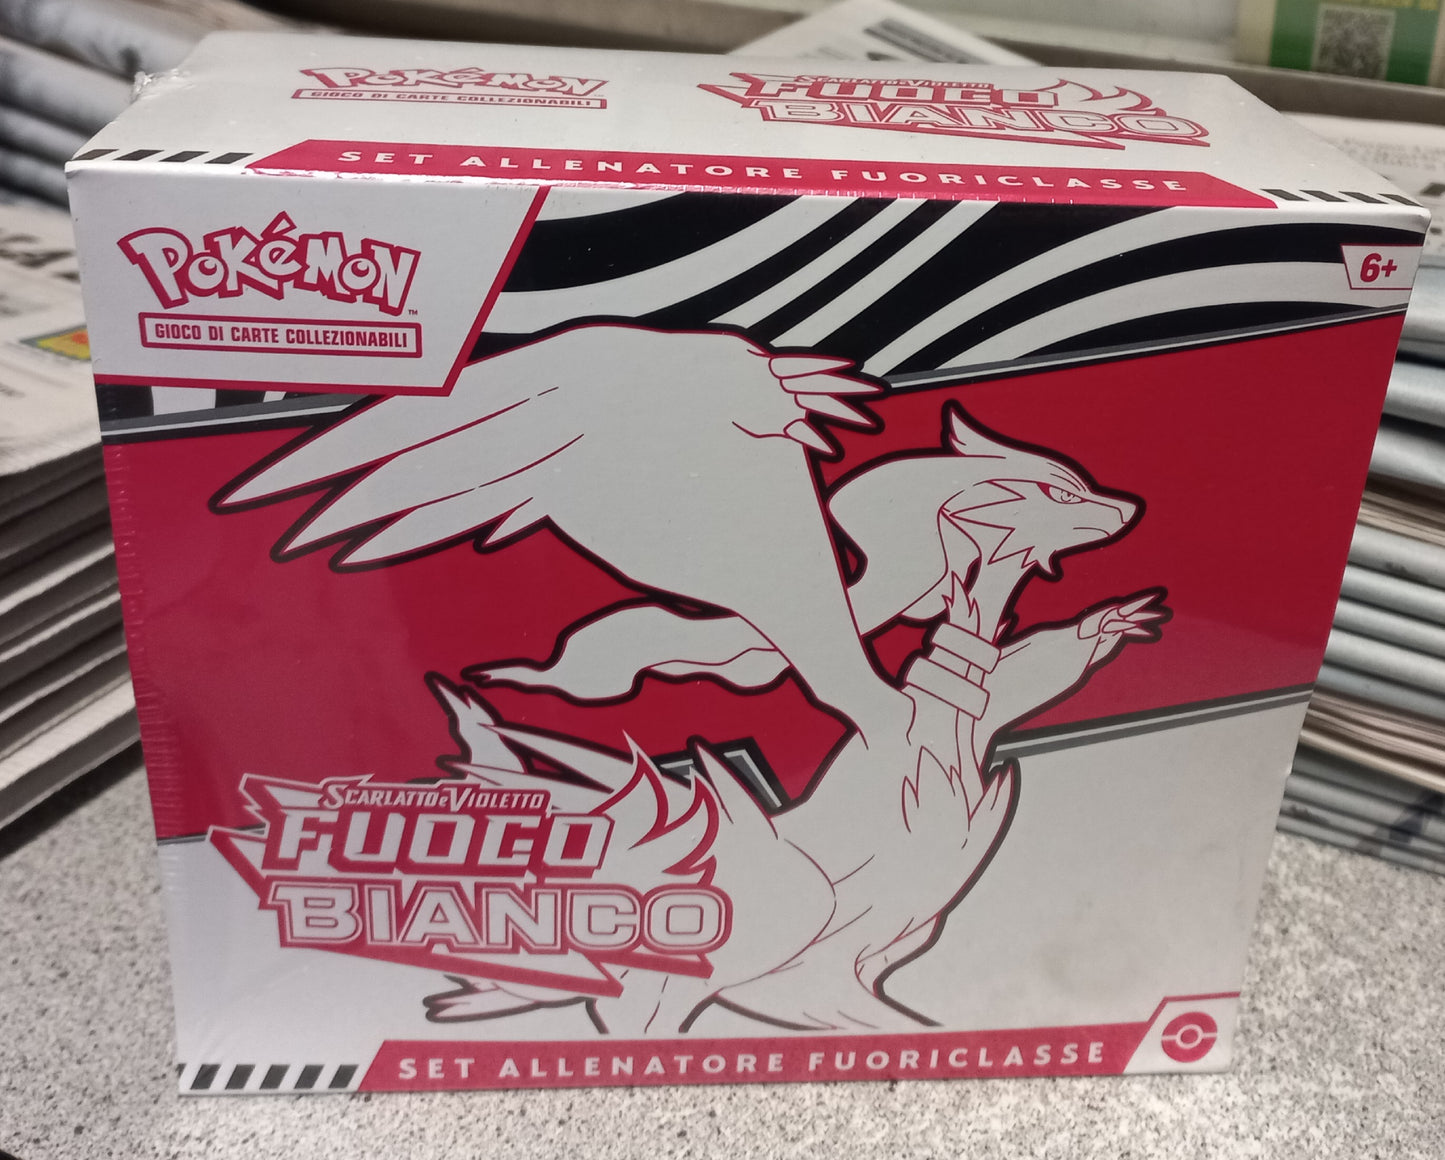 POKÉMON
GIOCO DI CARTE COLLEZIONABILI
SCARLATTO e VIOLETTO
FUOCO
BIANCO
SET ALLENATORE FUORICLASSE
POKÉMON™
GIOCO DI CARTE COLLEZIONABILI
6+
SCARLATTO e VIOLETTO
FUOCO
BIANCO
SET ALLENATORE FUORICLASSE